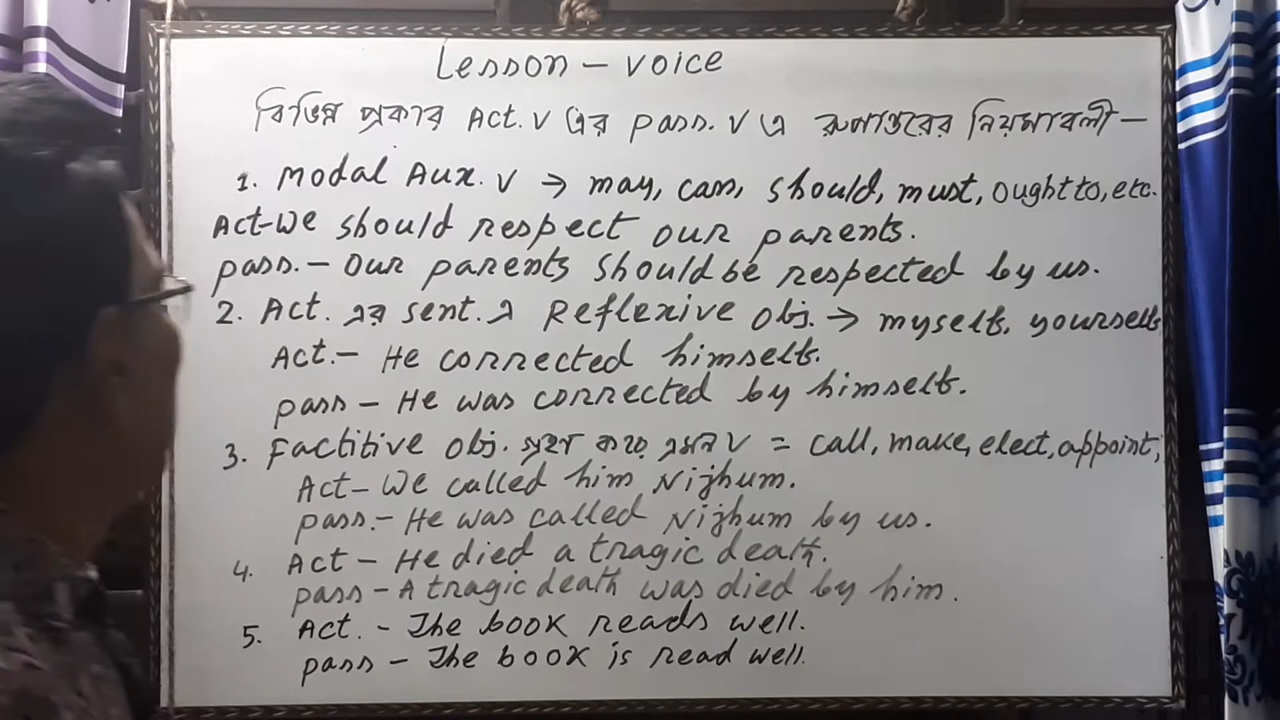 Lesson - voice
বিভিন্ন প্রকার Act. v এর pass. v এ রুপান্তরের নিয়মাবলী-
1. Modal Aux. v → may, can, should, must, ought to, etc.
Act-We should respect our parents.
pass. - Our parents should be respected by us.
2. Act. এর sent. এ Reflexive obj. → myself, yourself
Act. - He corrected himself.
pass - He was corrected by himself.
3. Factitive obj. গ্রহণ করে এমন v = call, make, elect, appoint,
Act - We called him Nijhum.
pass. - He was called Nijhum by us.
4. Act - He died a tragic death.
pass - A tragic death was died by him.
5. Act. - The book reads well.
pass - The book is read well.